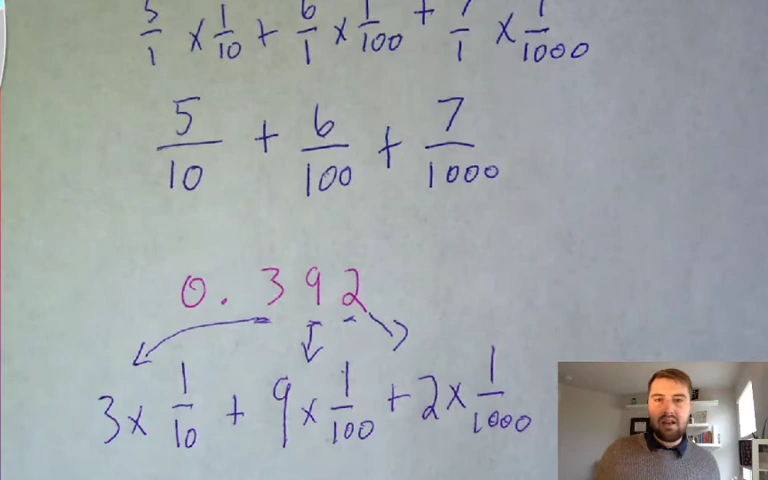 5/1 × 1/10 + 6/1 × 1/100 + 7/1 × 1/1000
5/10 + 6/100 + 7/1000
0.392
3 × 1/10 + 9 × 1/100 + 2 × 1/1000